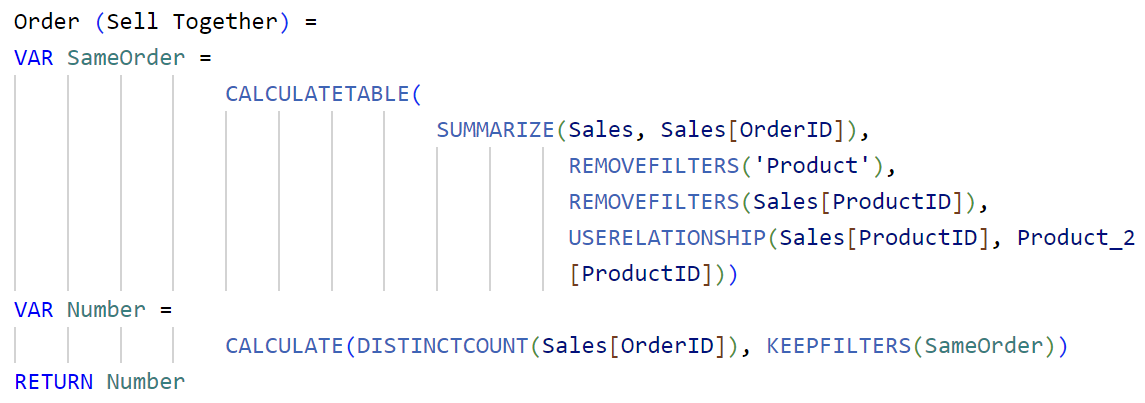 Order (Sell Together) =
VAR SameOrder =
CALCULATETABLE(
SUMMARIZE(Sales, Sales[OrderID]),
REMOVEFILTERS('Product'),
REMOVEFILTERS(Sales[ProductID]),
USERELATIONSHIP(Sales[ProductID], Product_2
[ProductID]))
VAR Number =
CALCULATE(DISTINCTCOUNT(Sales[OrderID]), KEEPFILTERS(SameOrder))
RETURN Number